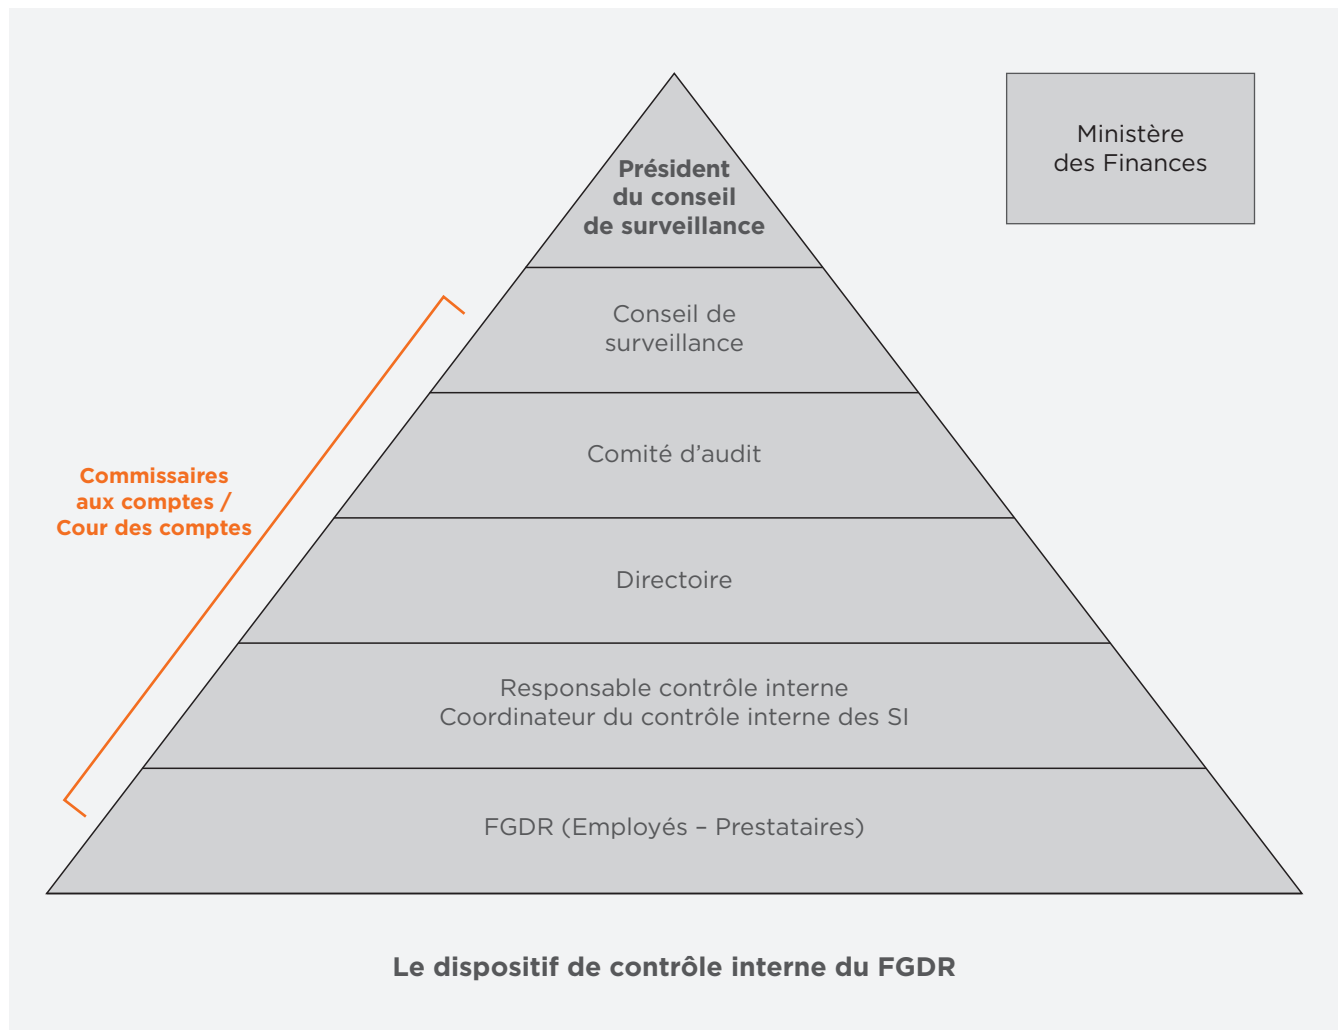 Ministère
des Finances
Président
du conseil
de surveillance
Conseil de
surveillance
Comité d’audit
Commissaires
aux comptes /
Cour des comptes
Directoire
Responsable contrôle interne
Coordinateur du contrôle interne des SI
FGDR (Employés – Prestataires)
Le dispositif de contrôle interne du FGDR